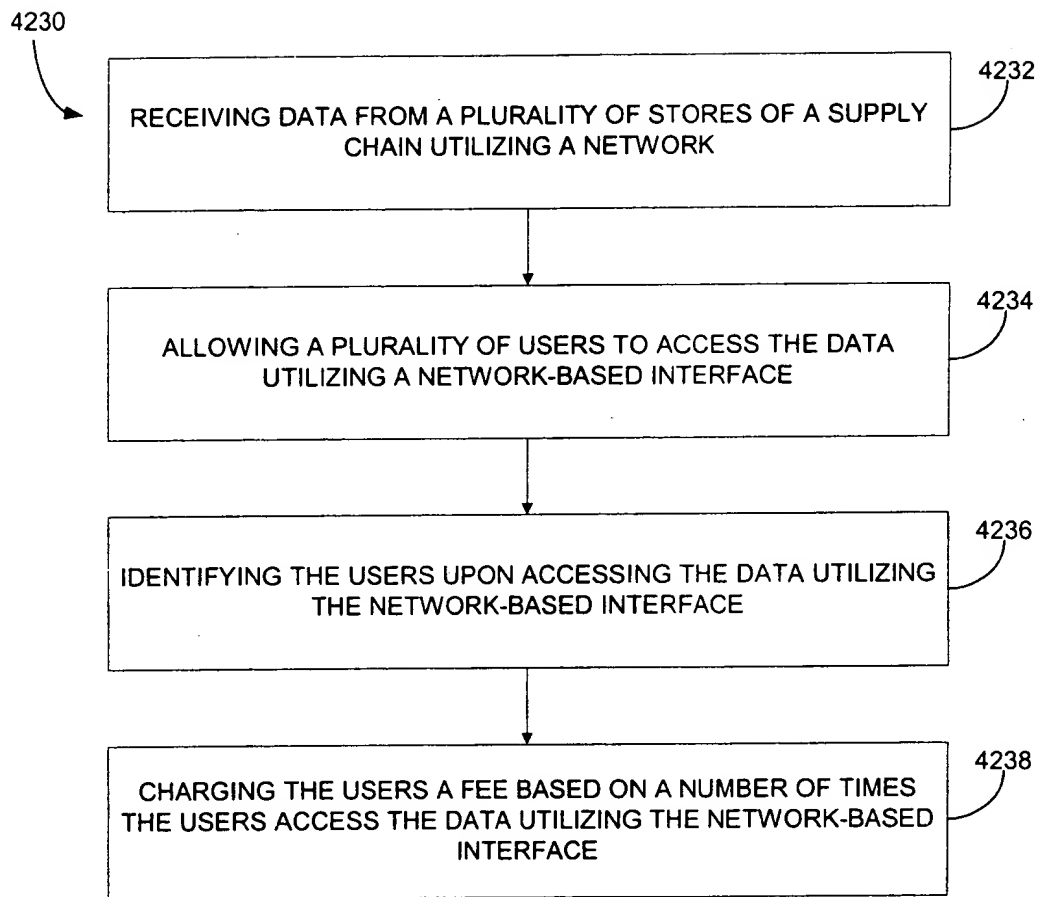 4230
4232
RECEIVING DATA FROM A PLURALITY OF STORES OF A SUPPLY
CHAIN UTILIZING A NETWORK
4234
ALLOWING A PLURALITY OF USERS TO ACCESS THE DATA
UTILIZING A NETWORK-BASED INTERFACE
4236
IDENTIFYING THE USERS UPON ACCESSING THE DATA UTILIZING
THE NETWORK-BASED INTERFACE
4238
CHARGING THE USERS A FEE BASED ON A NUMBER OF TIMES
THE USERS ACCESS THE DATA UTILIZING THE NETWORK-BASED
INTERFACE